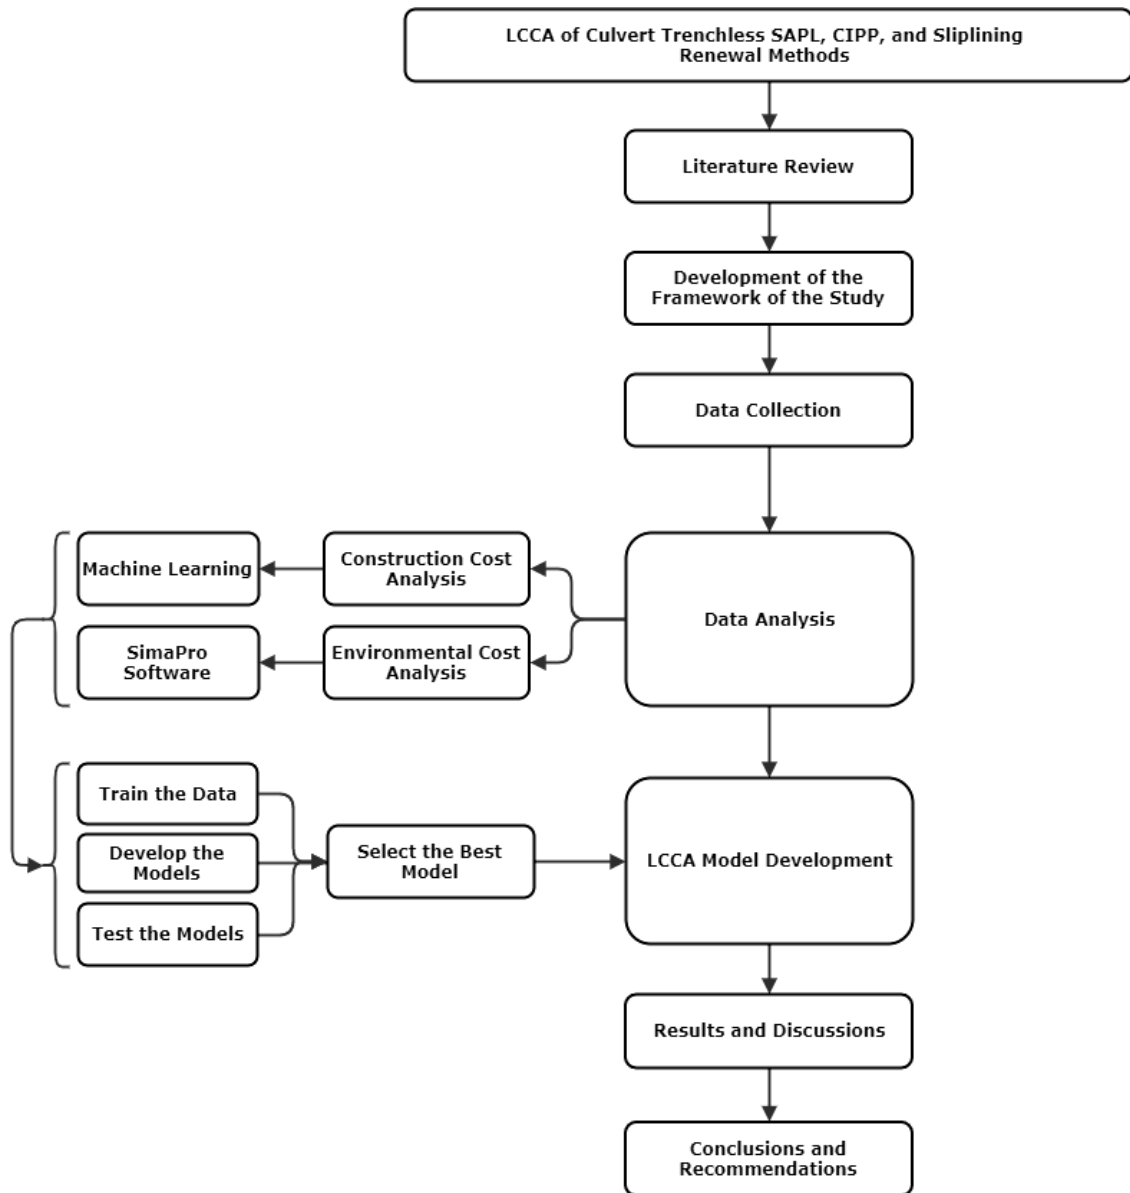 LCCA of Culvert Trenchless SAPL, CIPP, and Sliplining
Renewal Methods
Literature Review
Development of the
Framework of the Study
Data Collection
Data Analysis
Construction Cost
Analysis
Machine Learning
Environmental Cost
Analysis
SimaPro
Software
Train the Data
Develop the
Models
Test the Models
Select the Best
Model
LCCA Model Development
Results and Discussions
Conclusions and
Recommendations